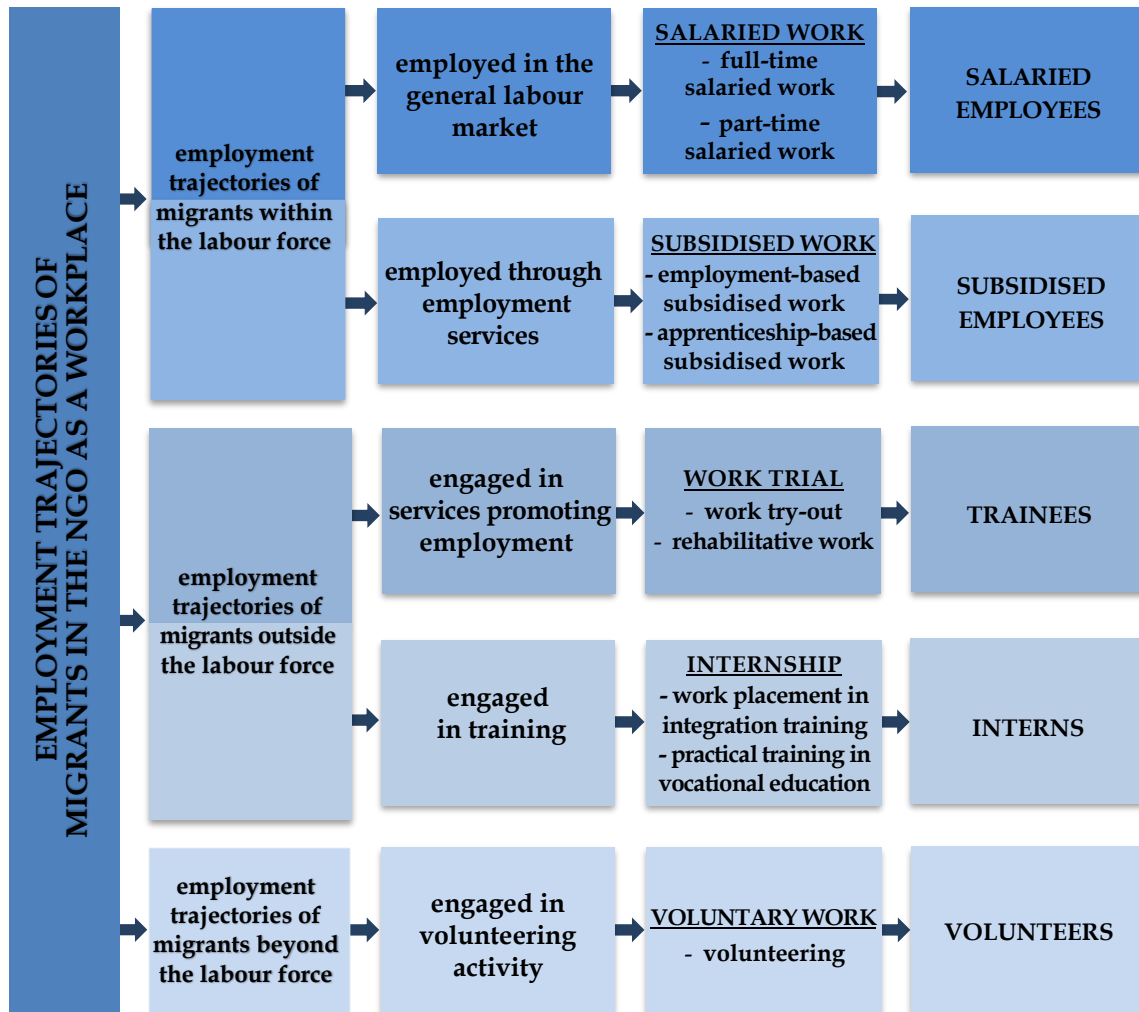 EMPLOYMENT TRAJECTORIES OF
MIGRANTS IN THE NGO AS A WORKPLACE
employment
trajectories of
migrants within
the labour force
employed in the
general labour
market
SALARIED WORK
- full-time
salaried work
- part-time
salaried work
SALARIED
EMPLOYEES
employed through
employment
services
SUBSIDISED WORK
- employment-based
subsidised work
- apprenticeship-based
subsidised work
SUBSIDISED
EMPLOYEES
employment
trajectories of
migrants outside
the labour force
engaged in
services promoting
employment
WORK TRIAL
- work try-out
- rehabilitative work
TRAINEES
engaged
in training
INTERNSHIP
- work placement in
integration training
- practical training in
vocational education
INTERNS
employment
trajectories of
migrants beyond
the labour force
engaged in
volunteering
activity
VOLUNTARY WORK
- volunteering
VOLUNTEERS